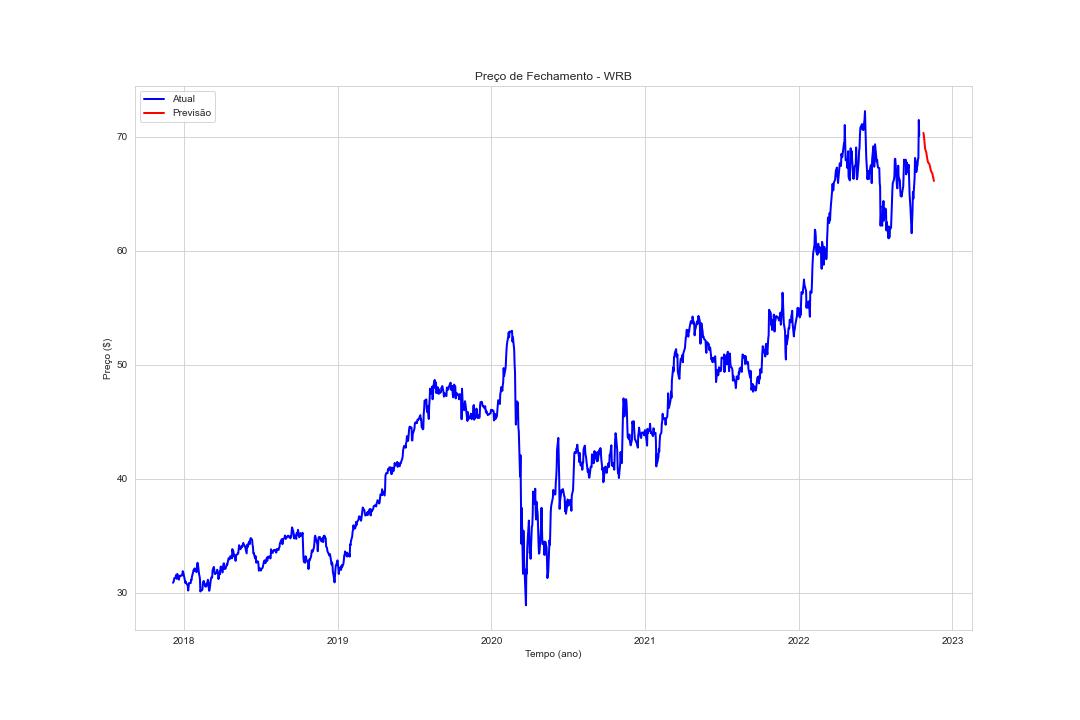 Preço de Fechamento - WRB
Atual
Previsão
70
60
50
40
30
Preço ($)
2018 2019 2020 2021 2022 2023
Tempo (ano)